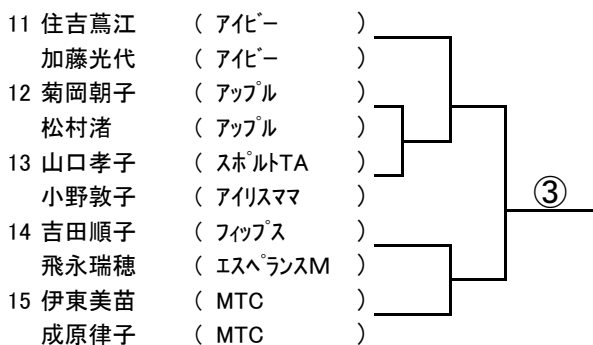 11 住吉蔦江 ( アイビー )
加藤光代 ( アイビー )
12 菊岡朝子 ( アップル )
松村渚 ( アップル )
13 山口孝子 ( スポルトTA )
小野敦子 ( アイリスママ )
③
14 吉田順子 ( フィップス )
飛永瑞穂 ( エスペランスM )
15 伊東美苗 ( MTC )
成原律子 ( MTC )